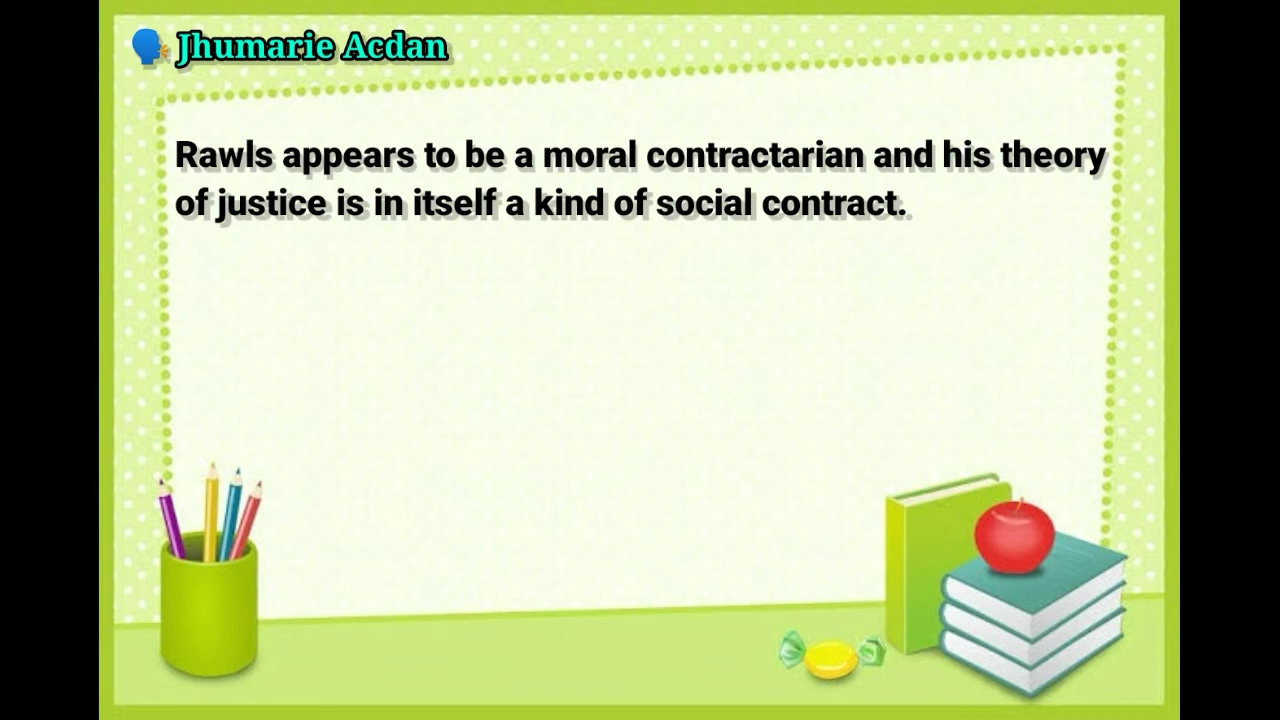 Jhumarie Acdan
Rawls appears to be a moral contractarian and his theory
of justice is in itself a kind of social contract.